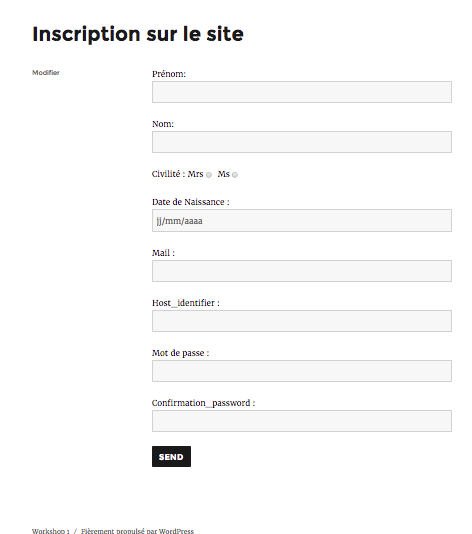 Inscription sur le site
Modifier
Prénom:
Nom:
Civilité : Mrs Ms
Date de Naissance :
jj/mm/aaaa
Mail :
Host_identifier :
Mot de passe :
Confirmation_password :
SEND
Workshop 1 / Fièrement propulsé par WordPress